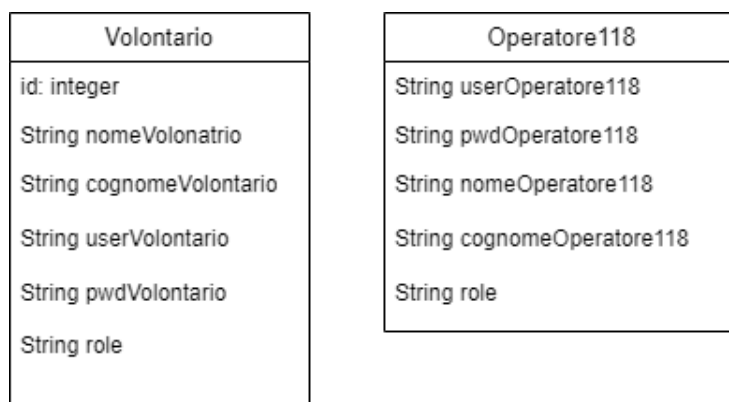 Volontario
id: integer
String nomeVolonatrio
String cognomeVolontario
String userVolontario
String pwdVolontario
String role
Operatore118
String userOperatore118
String pwdOperatore118
String nomeOperatore118
String cognomeOperatore118
String role